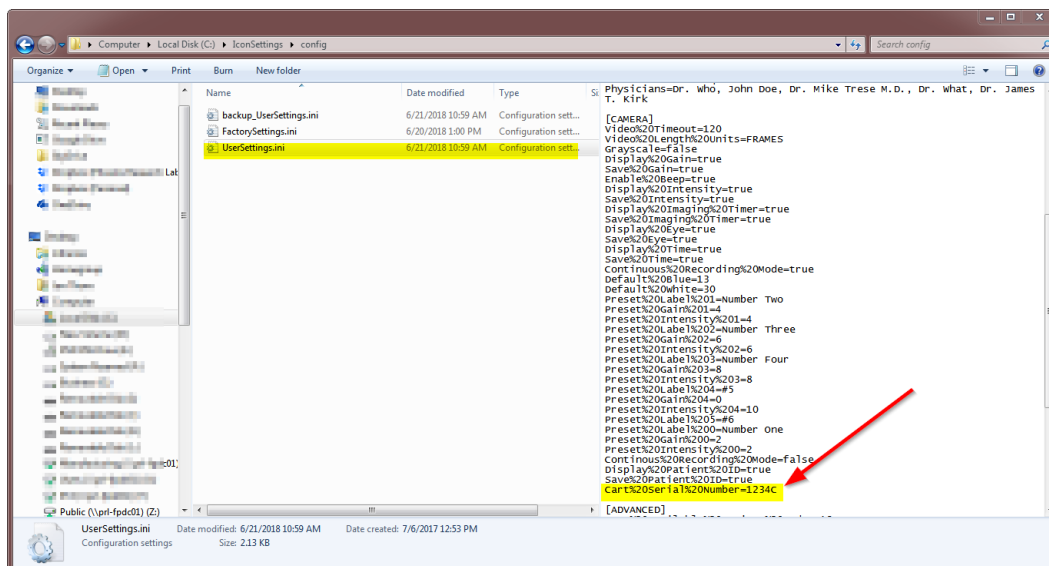 Computer ▸ Local Disk (C:) ▸ IconSettings ▸ config
Search config
Organize Open Print Burn New folder
Name Date modified Type Si
backup_UserSettings.ini 6/21/2018 10:59 AM Configuration sett...
FactorySettings.ini 6/20/2018 1:00 PM Configuration sett...
UserSettings.ini 6/21/2018 10:59 AM Configuration sett...
Lab
01)
Public (\\prl-fpdc01) (Z:)
Physicians=Dr. Who, John Doe, Dr. Mike Trese M.D., Dr. What, Dr. James
T. Kirk
[CAMERA]
Video%20Timeout=120
Video%20Length%20Units=FRAMES
Grayscale=false
Display%20Gain=true
Save%20Gain=true
Enable%20Beep=true
Display%20Intensity=true
Save%20Intensity=true
Display%20Imaging%20Timer=true
Save%20Imaging%20Timer=true
Display%20Eye=true
Save%20Eye=true
Display%20Time=true
Save%20Time=true
Continuous%20Recording%20Mode=true
Default%20Blue=13
Default%20White=30
Preset%20Label%201=Number Two
Preset%20Gain%201=4
Preset%20Intensity%201=4
Preset%20Label%202=Number Three
Preset%20Gain%202=6
Preset%20Intensity%202=6
Preset%20Label%203=Number Four
Preset%20Gain%203=8
Preset%20Intensity%203=8
Preset%20Label%204=#5
Preset%20Gain%204=0
Preset%20Intensity%204=10
Preset%20Label%205=#6
Preset%20Label%200=Number One
Preset%20Gain%200=2
Preset%20Intensity%200=2
Continous%20Recording%20Mode=false
Display%20Patient%20ID=true
Save%20Patient%20ID=true
Cart%20Serial%20Number=1234C
[ADVANCED]
UserSettings.ini Date modified: 6/21/2018 10:59 AM Date created: 7/6/2017 12:53 PM
Configuration settings Size: 2.13 KB